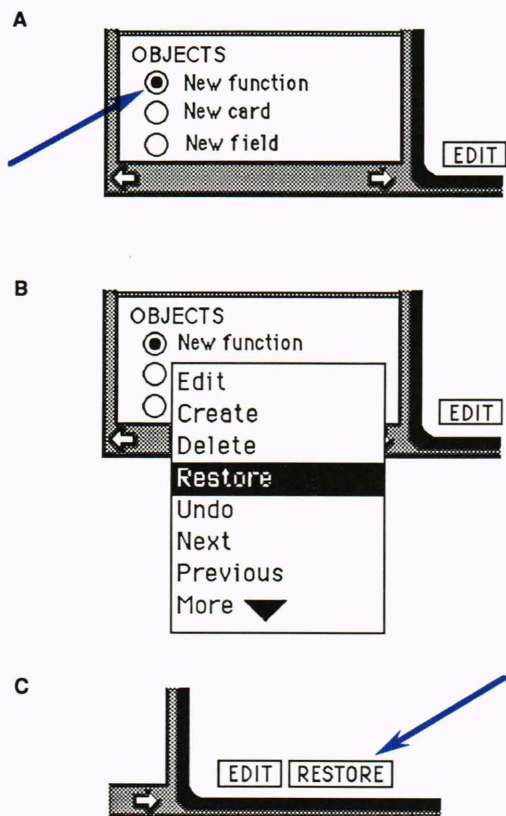 A
OBJECTS
New function
New card
New field
EDIT
B
OBJECTS
New function
Edit
Create
Delete
Restore
Undo
Next
Previous
More
EDIT
C
EDIT RESTORE